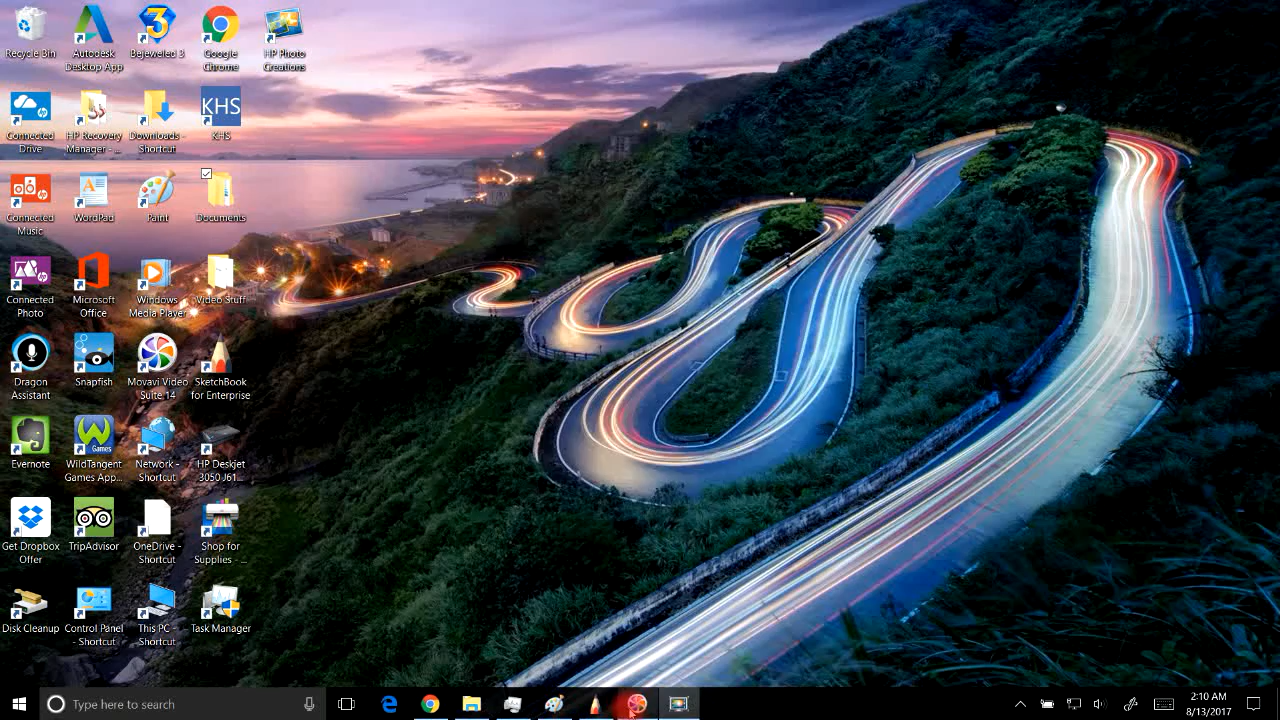 Recycle Bin
Autodesk
Desktop App
Bejeweled 3
Google
Chrome
HP Photo
Creations
Connected
Drive
HP Recovery
Manager - ...
Downloads -
Shortcut
KHS
KHS
Connected
Music
WordPad
Paint
Documents
Connected
Photo
Microsoft
Office
Windows
Media Player
Video Stuff
Dragon
Assistant
Snapfish
Movavi Video
Suite 14
SketchBook
for Enterprise
Evernote
Games
WildTangent
Games App...
Network -
Shortcut
HP Deskjet
3050 J61...
Get Dropbox
Offer
TripAdvisor
OneDrive -
Shortcut
Shop for
Supplies - ...
Disk Cleanup
Control Panel
- Shortcut
This PC -
Shortcut
Task Manager
Type here to search
2:10 AM
8/13/2017